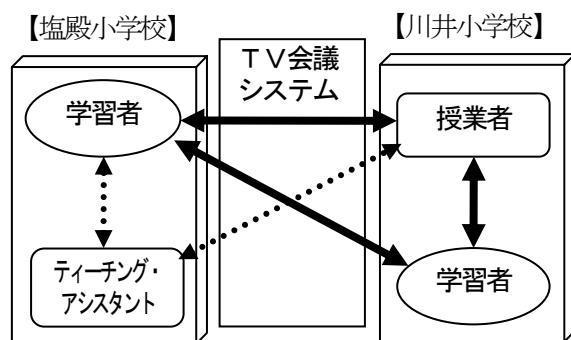 【塩殿小学校】
【川井小学校】
ＴＶ会議
システム
学習者
授業者
ティーチング・
アシスタント
学習者